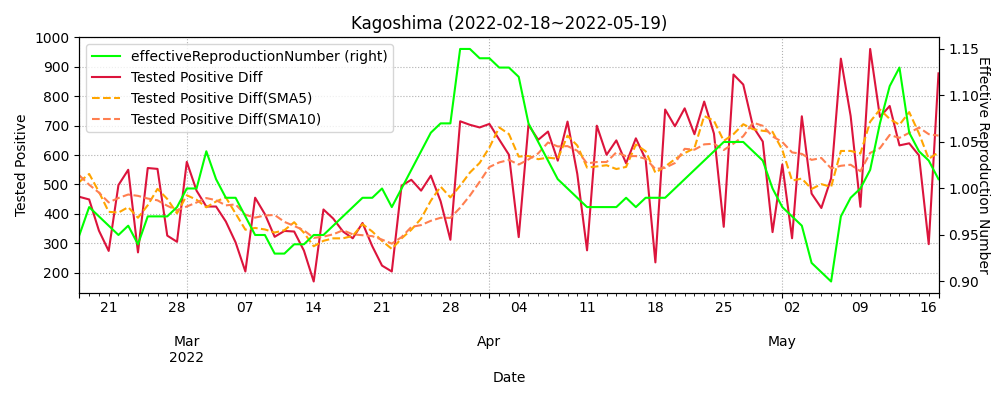 Kagoshima (2022-02-18~2022-05-19)
effectiveReproductionNumber (right)
Tested Positive Diff
Tested Positive Diff(SMA5)
Tested Positive Diff(SMA10)
Tested Positive
1000
900
800
700
600
500
400
300
200
1.15
1.10
1.05
1.00
0.95
0.90
Effective Reproduction Number
21 28 07 14 21 28 04 11 18 25 02 09 16
Mar Apr May
2022
Date